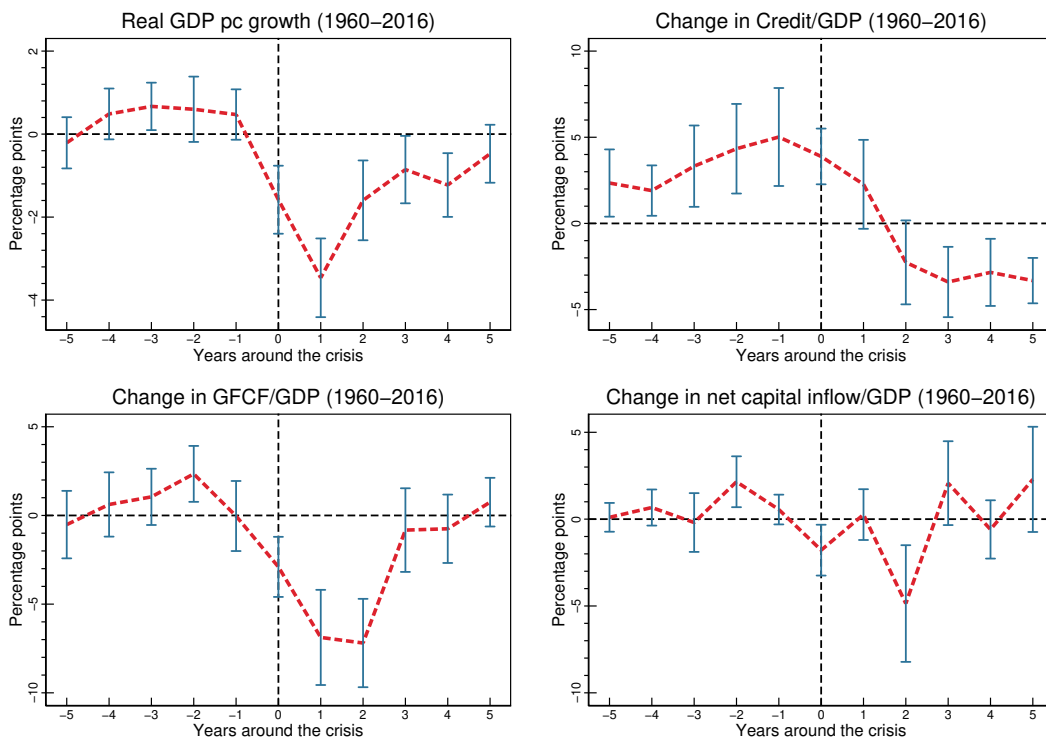 Real GDP pc growth (1960−2016)
Percentage points
2
0
−2
−4
−5 −4 −3 −2 −1 0 1 2 3 4 5
Years around the crisis
Change in Credit/GDP (1960−2016)
Percentage points
10
5
0
−5
−5 −4 −3 −2 −1 0 1 2 3 4 5
Years around the crisis
Change in GFCF/GDP (1960−2016)
Percentage points
5
0
−5
−10
−5 −4 −3 −2 −1 0 1 2 3 4 5
Years around the crisis
Change in net capital inflow/GDP (1960−2016)
Percentage points
5
0
−5
−10
−5 −4 −3 −2 −1 0 1 2 3 4 5
Years around the crisis